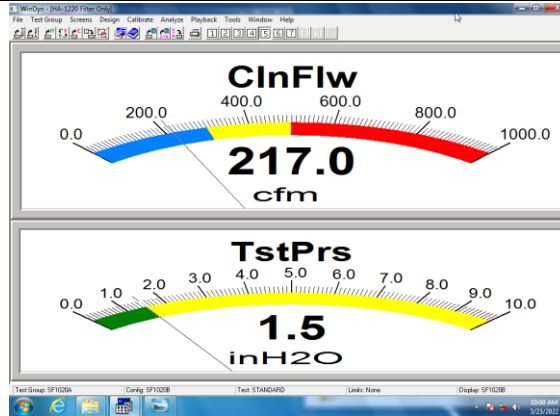 WinDyn - [HA-1220 Filter Only]
File Test Group Screens Design Calibrate Analyze Playback Tools Window Help
1 2 3 4 5 6 7
ClnFlw
0.0 200.0 400.0 600.0 800.0 1000.0
217.0
cfm
TstPrs
0.0 1.0 2.0 3.0 4.0 5.0 6.0 7.0 8.0 9.0 10.0
1.5
inH2O
Test Group: SF1020A Config: SF1020B Test: STANDARD Limits: None Display: SF1028B
10:00 AM